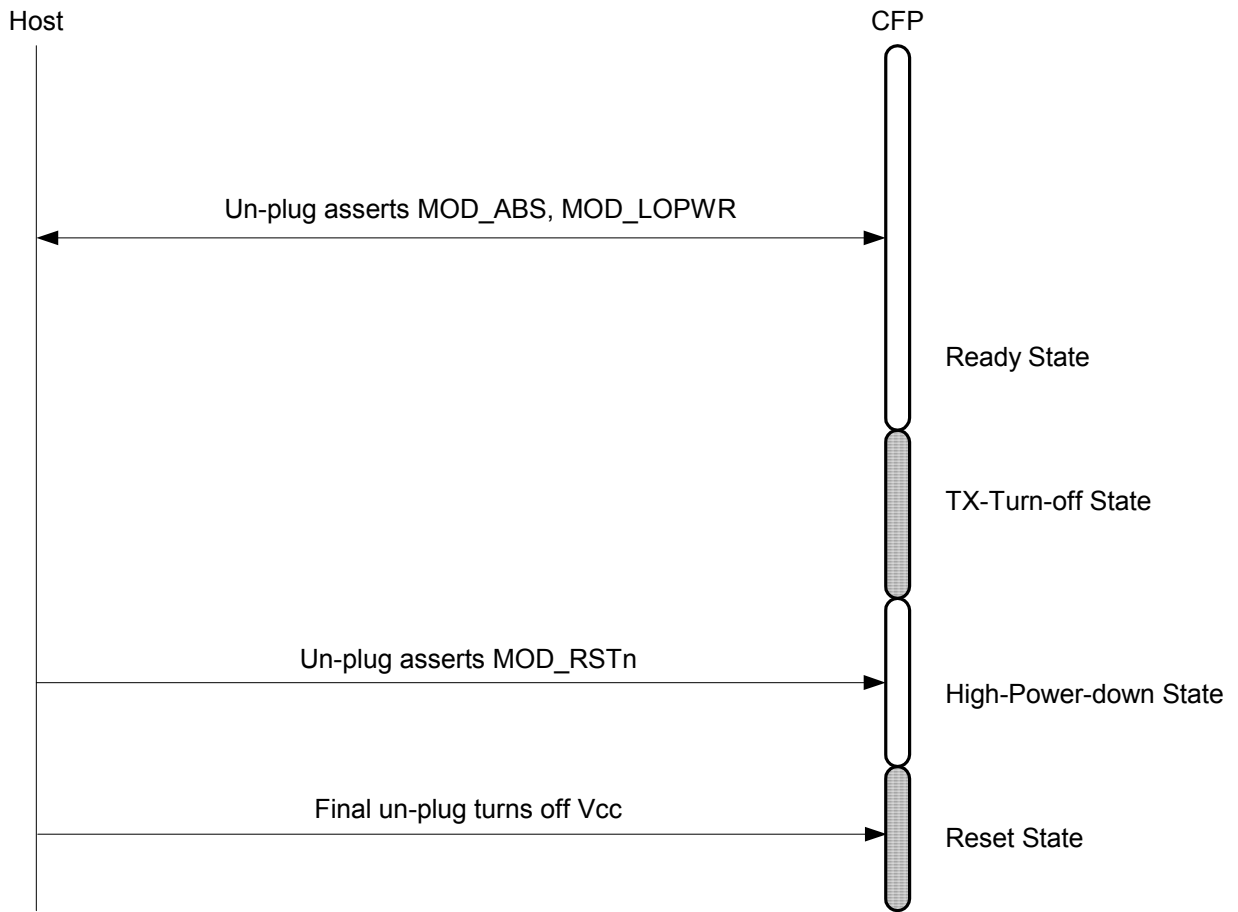 Host
CFP
Un-plug asserts MOD_ABS, MOD_LOPWR
Ready State
TX-Turn-off State
Un-plug asserts MOD_RSTn
High-Power-down State
Final un-plug turns off Vcc
Reset State